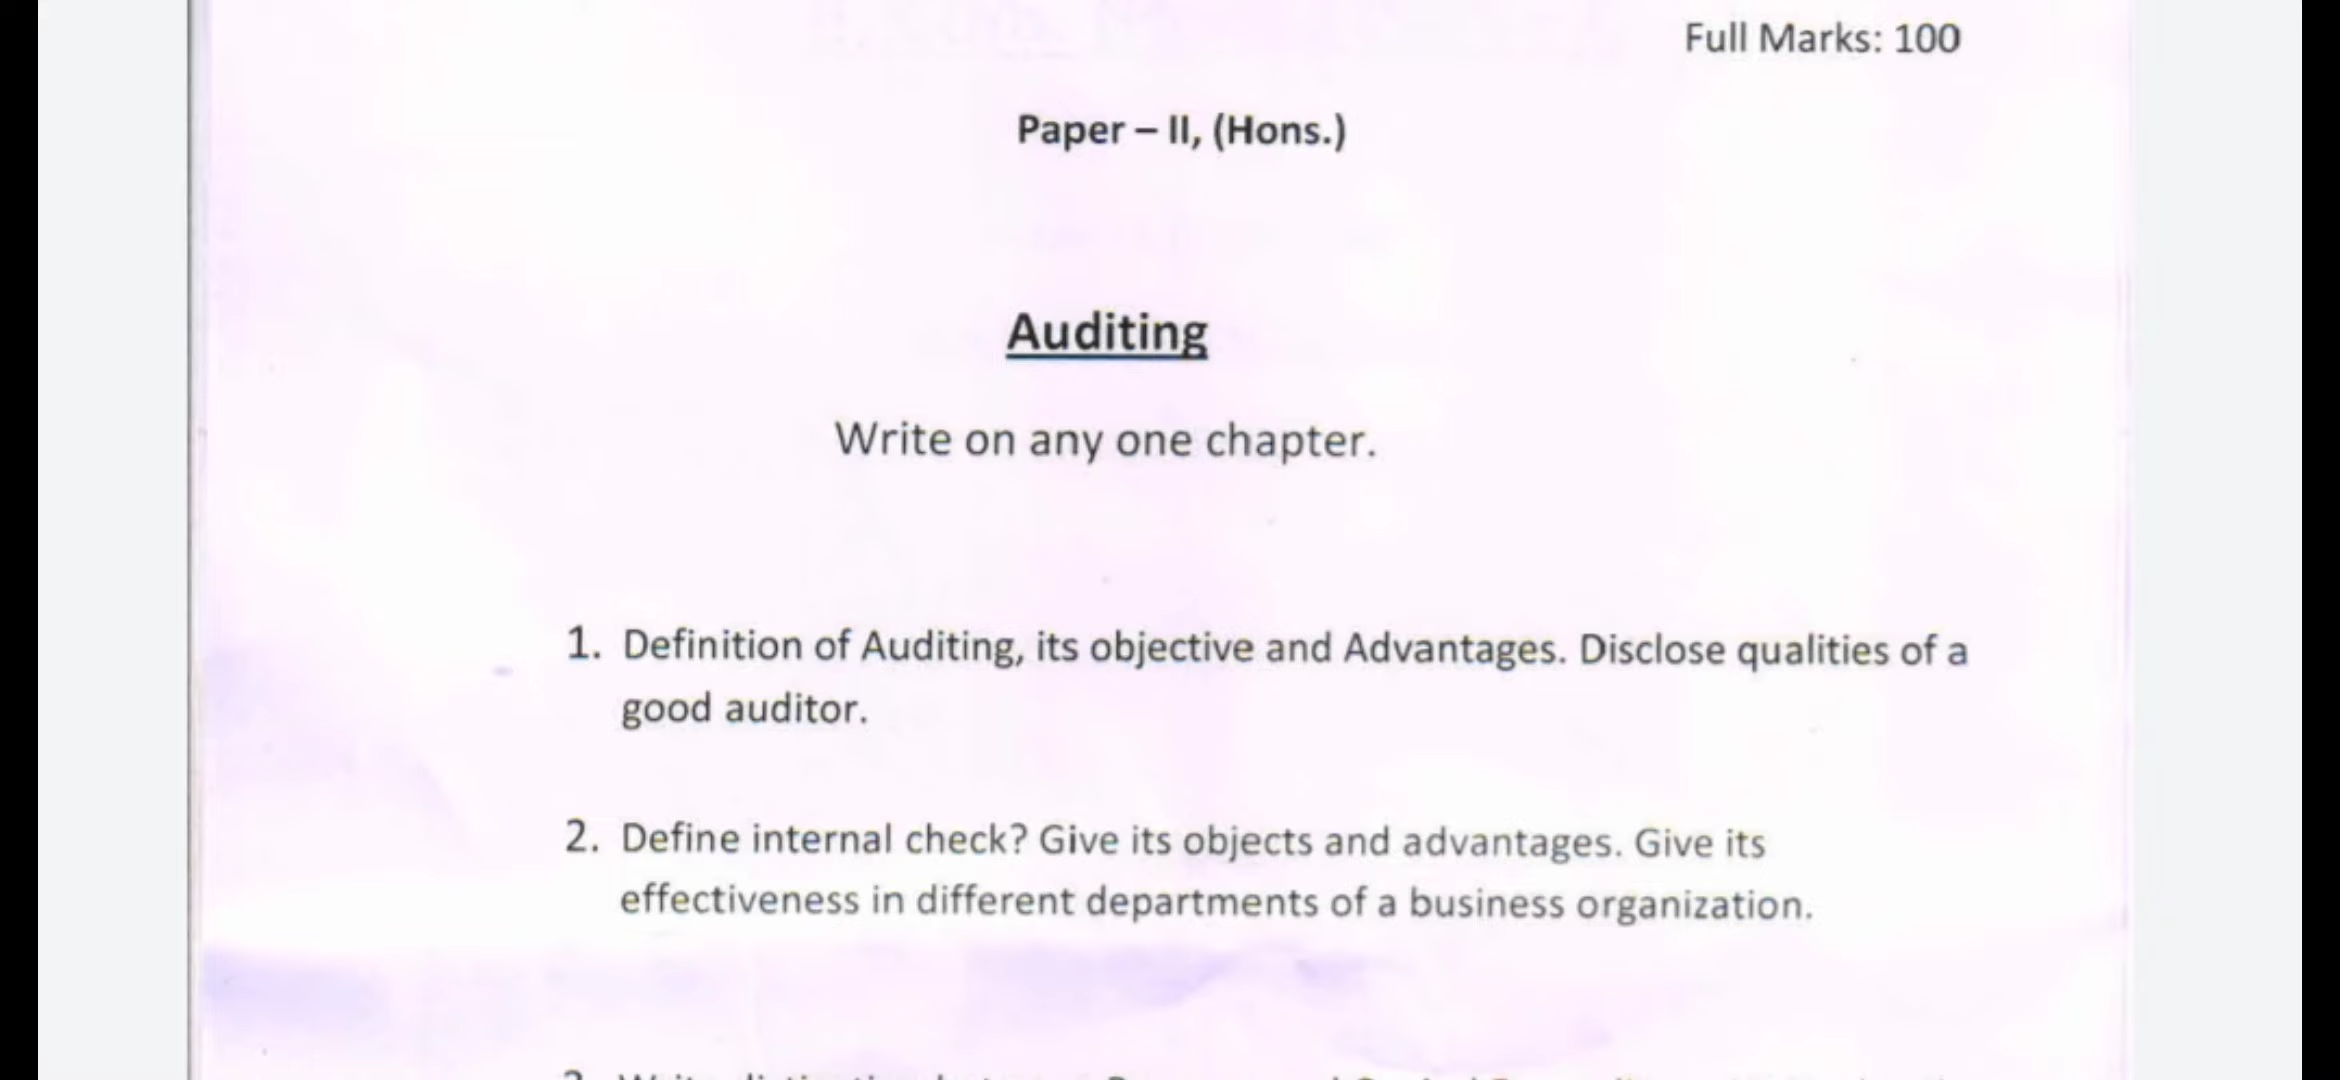 Full Marks: 100
Paper – II, (Hons.)
Auditing
Write on any one chapter.
1. Definition of Auditing, its objective and Advantages. Disclose qualities of a
good auditor.
2. Define internal check? Give its objects and advantages. Give its
effectiveness in different departments of a business organization.